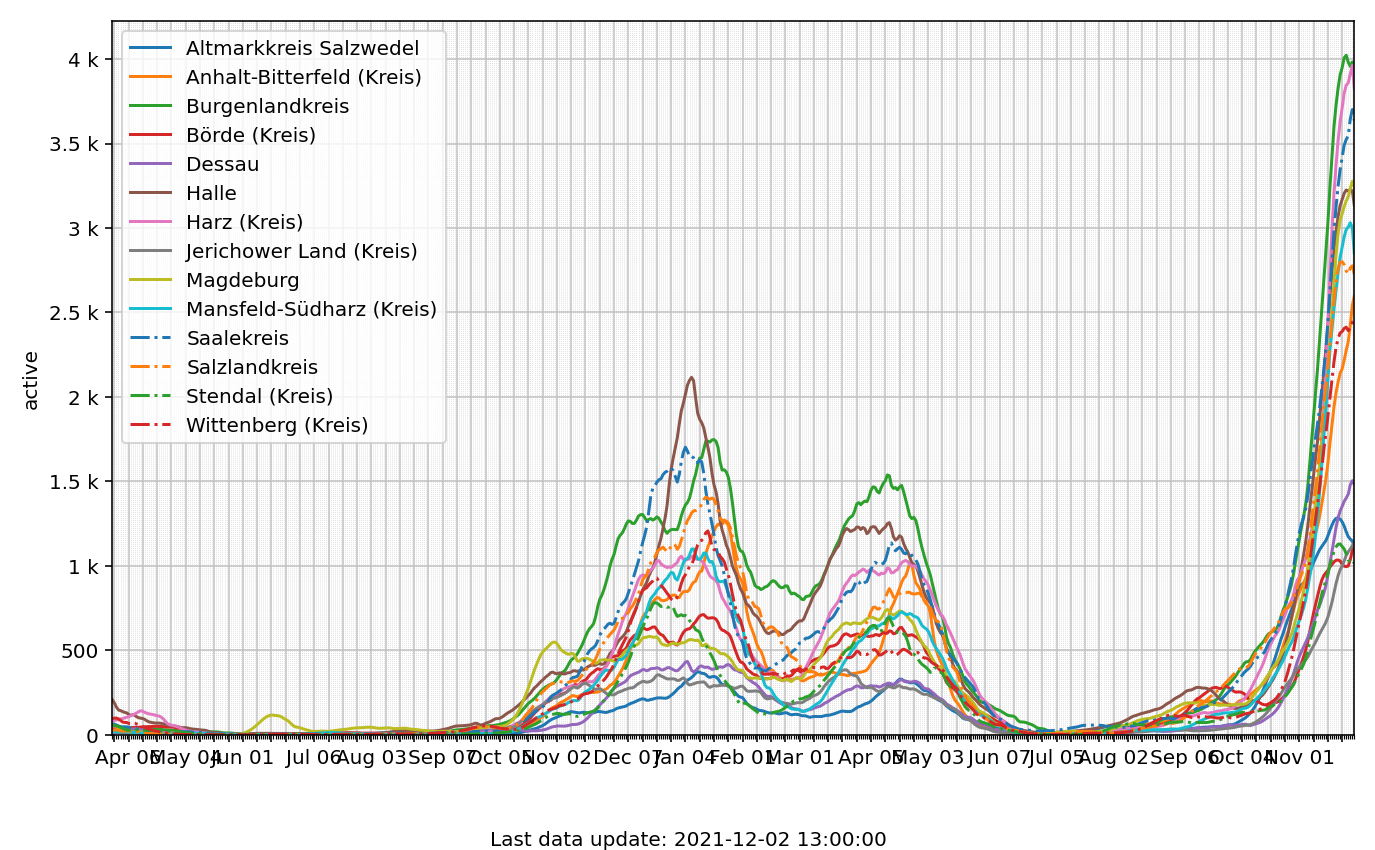 4 k
3.5 k
3 k
2.5 k
2 k
1.5 k
1 k
500
0
active
Altmarkkreis Salzwedel
Anhalt-Bitterfeld (Kreis)
Burgenlandkreis
Börde (Kreis)
Dessau
Halle
Harz (Kreis)
Jerichower Land (Kreis)
Magdeburg
Mansfeld-Südharz (Kreis)
Saalekreis
Salzlandkreis
Stendal (Kreis)
Wittenberg (Kreis)
Apr 06 May 04 Jun 01 Jul 06 Aug 03 Sep 07 Oct 05 Nov 02 Dec 07 Jan 04 Feb 01 Mar 01 Apr 05 May 03 Jun 07 Jul 05 Aug 02 Sep 06 Oct 04 Nov 01
Last data update: 2021-12-02 13:00:00